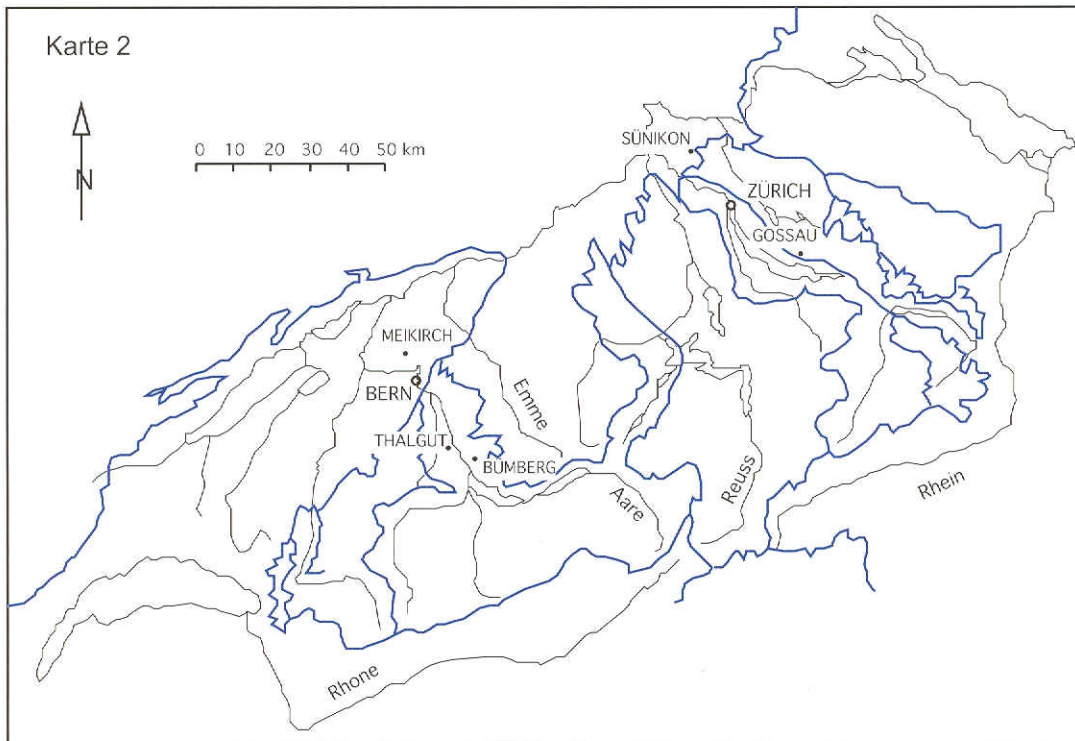 Karte 2
N
0 10 20 30 40 50 km
SÜNIKON
ZÜRICH
GOSSAU
MEIKIRCH
BERN
Emme
THALGUT
BÜMBERG
Aare
Reuss
Rhein
Rhone